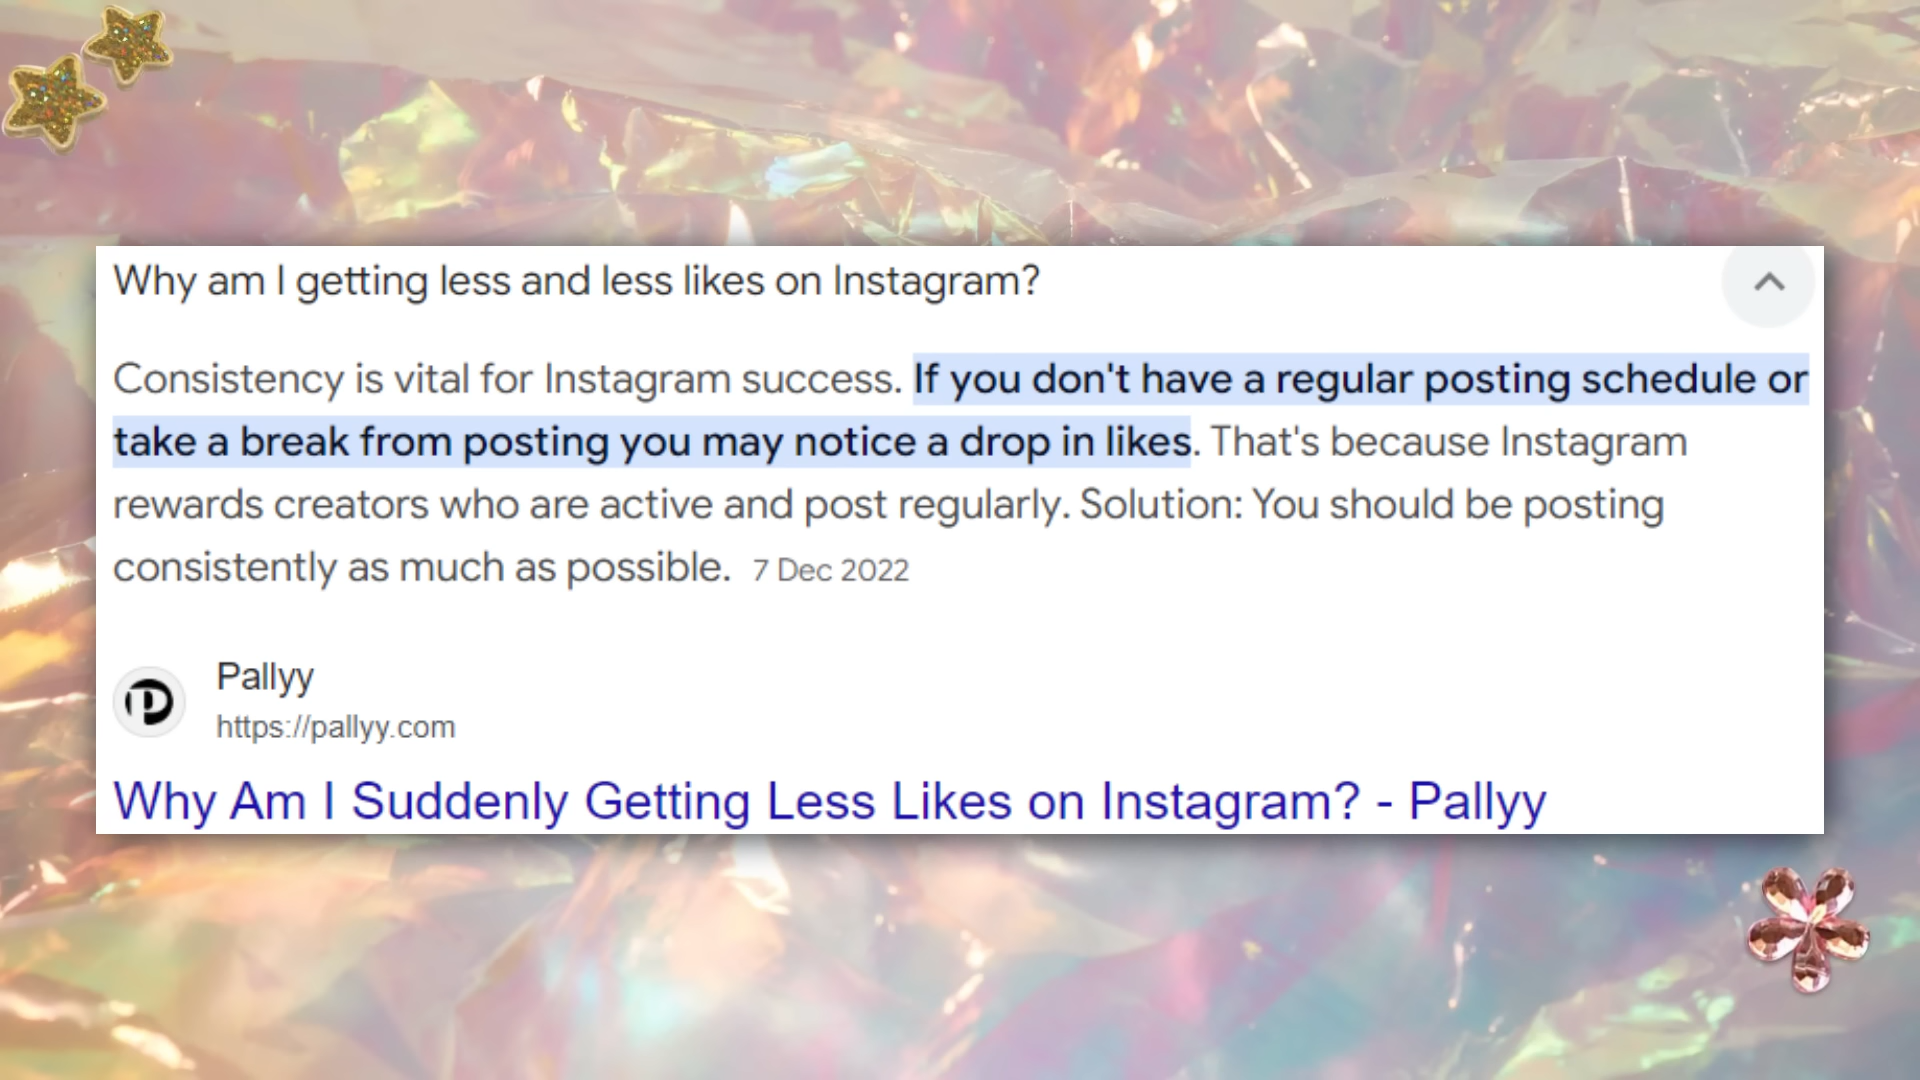 Why am I getting less and less likes on Instagram?
Consistency is vital for Instagram success. If you don't have a regular posting schedule or
take a break from posting you may notice a drop in likes. That's because Instagram
rewards creators who are active and post regularly. Solution: You should be posting
consistently as much as possible. 7 Dec 2022
Pallyy
https://pallyy.com
Why Am I Suddenly Getting Less Likes on Instagram? - Pallyy